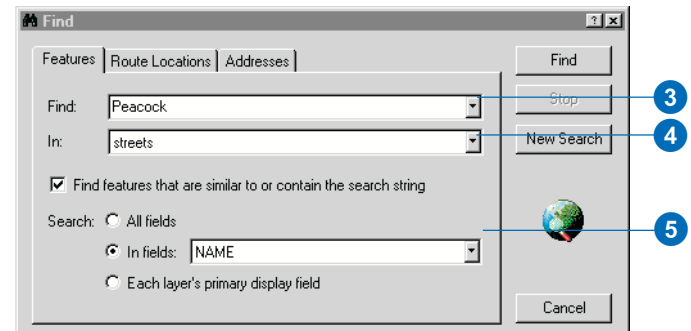 Find
Features Route Locations Addresses
Find
Find: Peacock
Stop
3
In: streets
New Search
4
Find features that are similar to or contain the search string
Search: All fields
5
In fields: NAME
Each layer's primary display field
Cancel